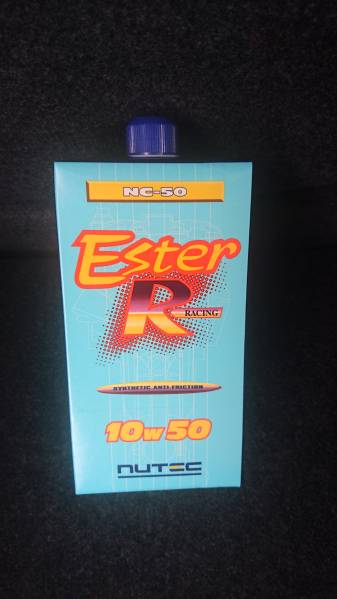 NC-50
Ester
R RACING
SYNTHETIC ANTI-FRICTION
10w50
NUTEC